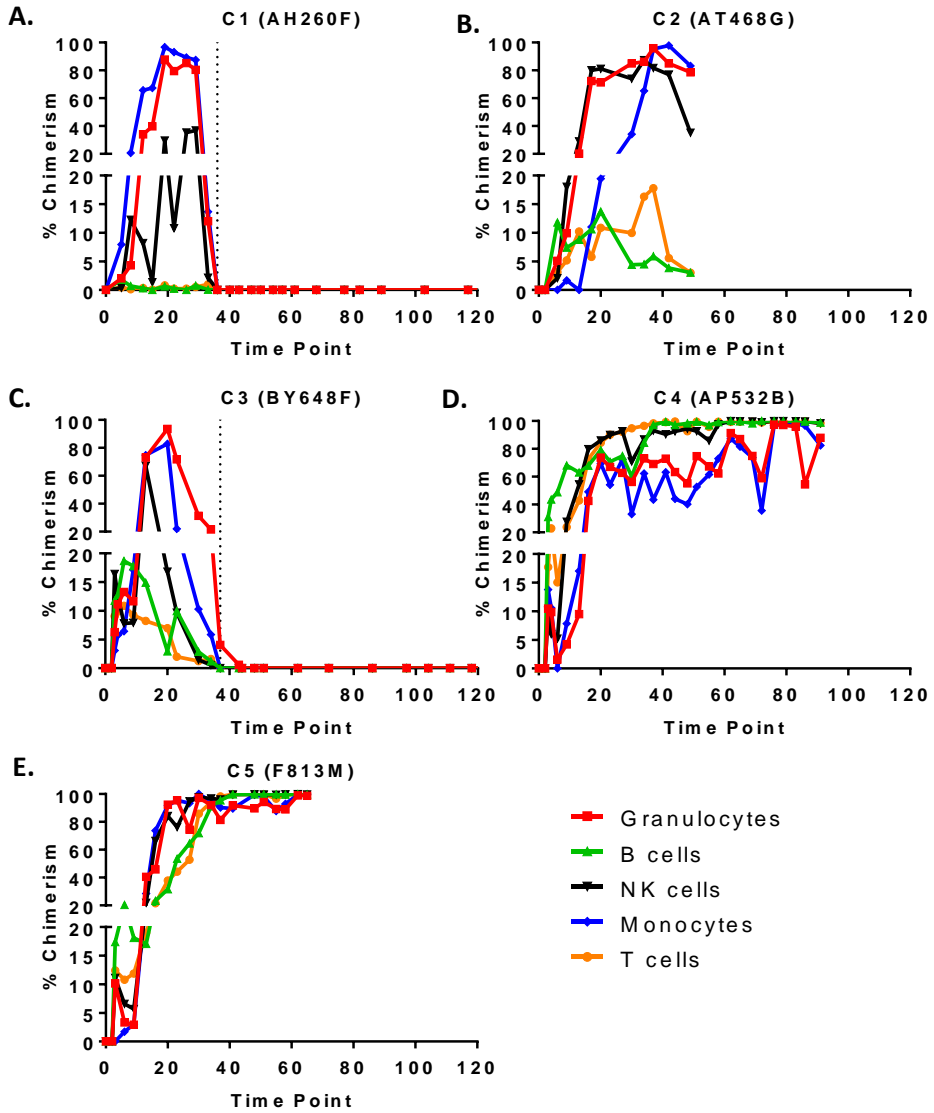 A.
C1 (AH260F)
100
80
60
40
20
20
15
10
5
0
% Chimerism
0 20 40 60 80 100 120
Time Point
B.
C2 (AT468G)
100
80
60
40
20
20
15
10
5
0
% Chimerism
0 20 40 60 80 100 120
Time Point
C.
C3 (BY648F)
100
80
60
40
20
20
15
10
5
0
% Chimerism
0 20 40 60 80 100 120
Time Point
D.
C4 (AP532B)
100
80
60
40
20
20
15
10
5
0
% Chimerism
0 20 40 60 80 100 120
Time Point
E.
C5 (F813M)
100
80
60
40
20
20
15
10
5
0
% Chimerism
0 20 40 60 80 100 120
Time Point
Granulocytes
B cells
NK cells
Monocytes
T cells